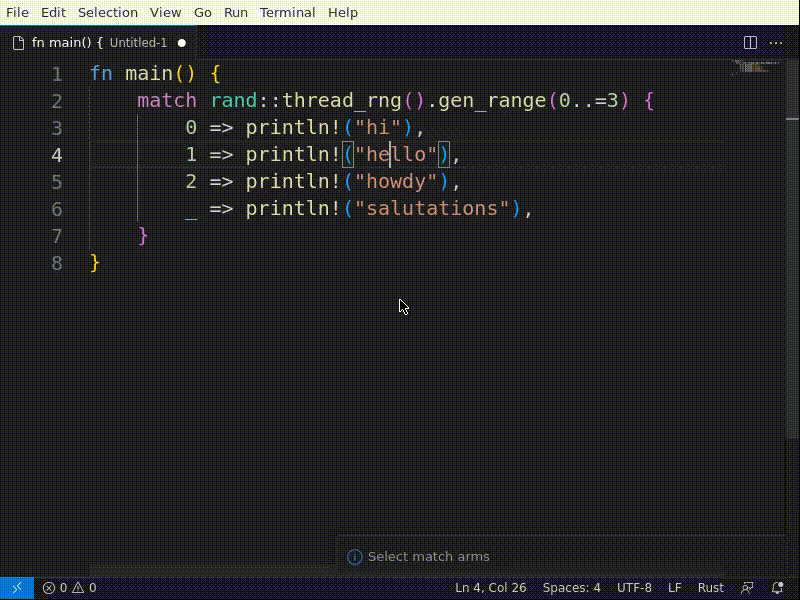 File Edit Selection View Go Run Terminal Help
fn main() { Untitled-1
1 fn main() {
2     match rand::thread_rng().gen_range(0..=3) {
3         0 => println!("hi"),
4         1 => println!("hello"),
5         2 => println!("howdy"),
6         _ => println!("salutations"),
7     }
8 }
Select match arms
0 0 Ln 4, Col 26 Spaces: 4 UTF-8 LF Rust